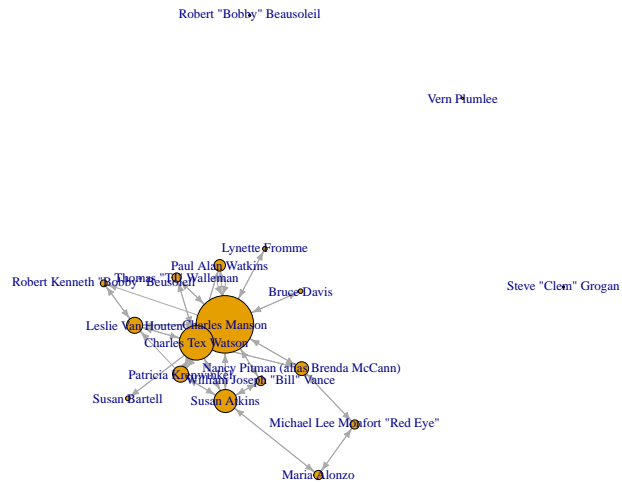 Robert "Bobby" Beausoleil
Vern Plumlee
Lynette Fromme
Paul Alan Watkins
Thomas "TJ" Walleman
Robert Kenneth "Bobby" Beusoleil
Steve "Clem" Grogan
Bruce Davis
Leslie Van Houten
Charles Manson
Charles Tex Watson
Nancy Pitman (alias Brenda McCann)
Patricia Krenwinkel
William Joseph "Bill" Vance
Susan Bartell
Susan Atkins
Michael Lee Monfort "Red Eye"
Maria Alonzo